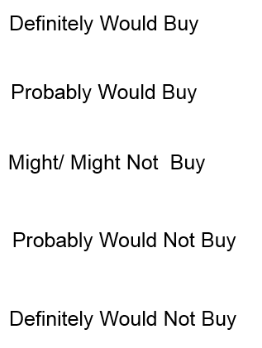 Definitely Would Buy
Probably Would Buy
Might/ Might Not  Buy
Probably Would Not Buy
Definitely Would Not Buy